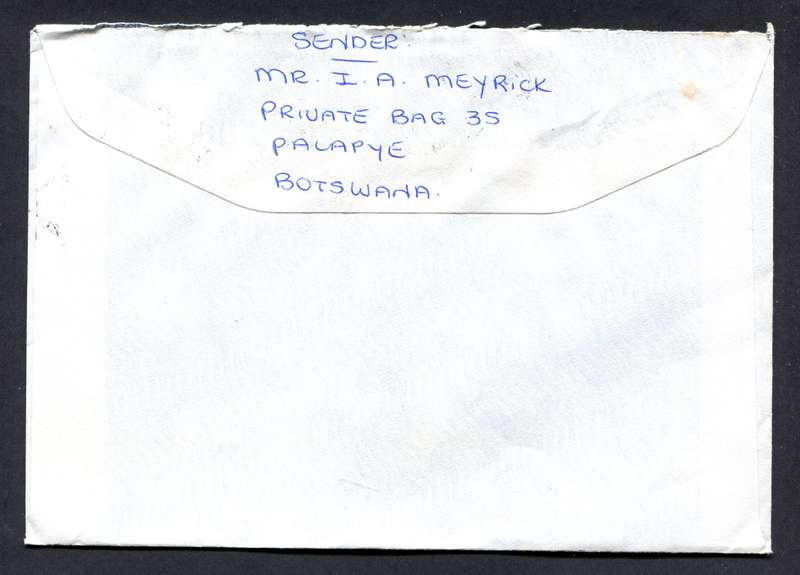 SENDER:
MR. I. A. MEYRICK
PRIVATE BAG 35
PALAPYE
BOTSWANA.